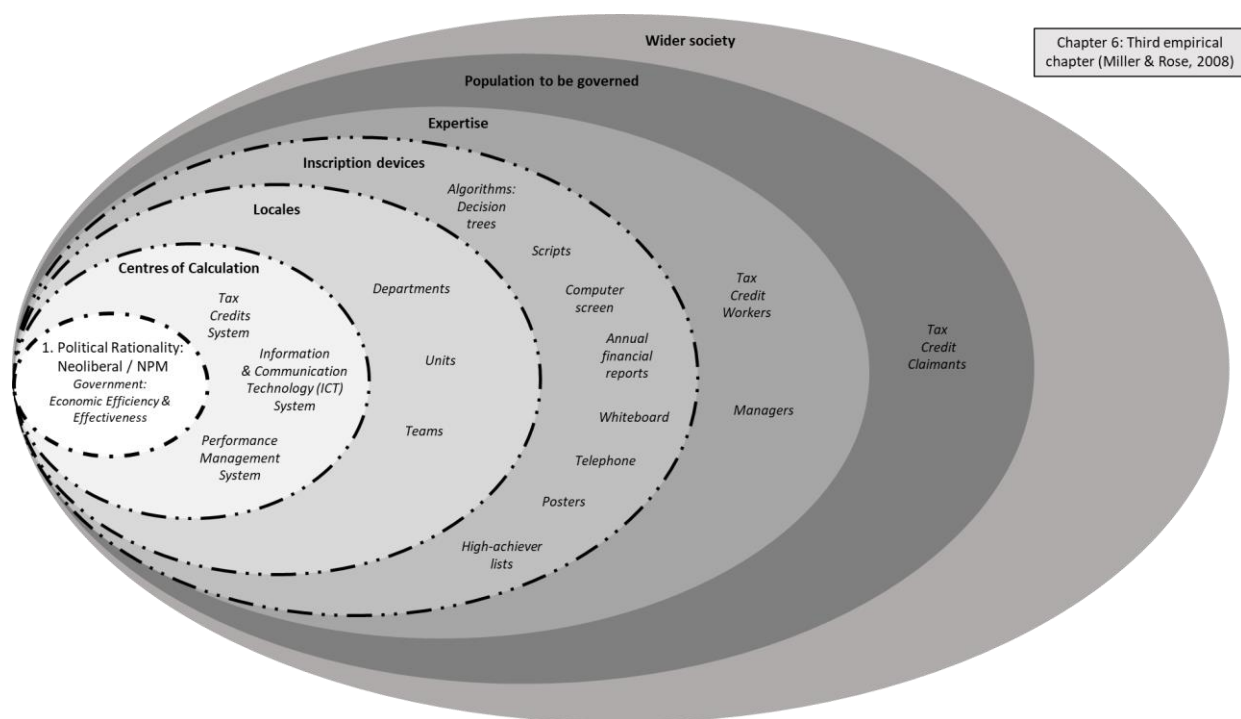 Wider society
Chapter 6: Third empirical
chapter (Miller & Rose, 2008)
Population to be governed
Expertise
Inscription devices
Algorithms:
Decision
trees
Locales
Scripts
Centres of Calculation
Departments
Computer
screen
Tax
Credit
Workers
Tax
Credits
System
Annual
financial
reports
Tax
Credit
Claimants
1. Political Rationality:
Neoliberal / NPM
Government:
Economic Efficiency &
Effectiveness
Information
& Communication
Technology (ICT)
System
Units
Whiteboard
Managers
Teams
Performance
Management
System
Telephone
Posters
High-achiever
lists